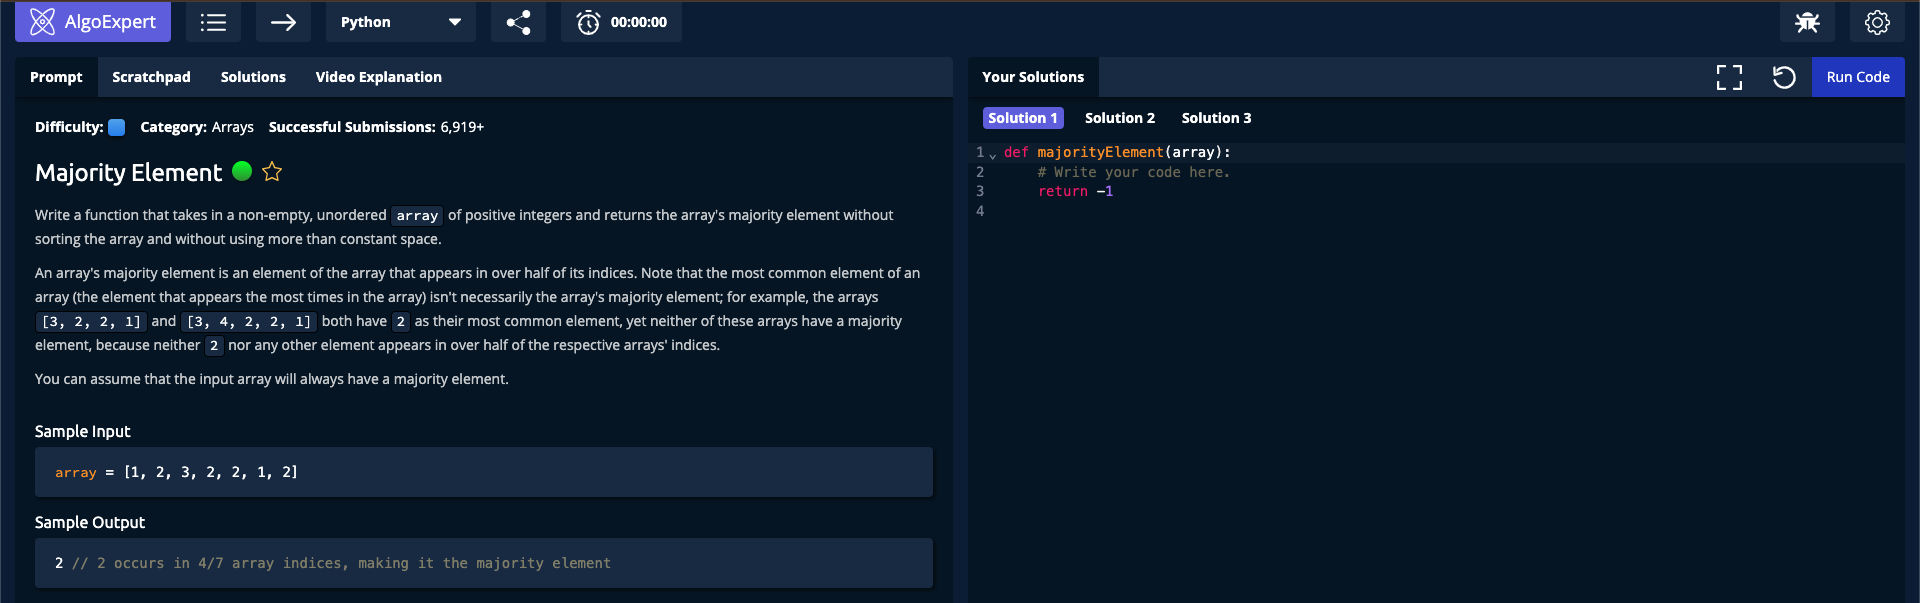 AlgoExpert
Python
00:00:00
Prompt
Scratchpad
Solutions
Video Explanation
Difficulty:
Category: Arrays
Successful Submissions: 6,919+
Majority Element
Write a function that takes in a non-empty, unordered array of positive integers and returns the array's majority element without
sorting the array and without using more than constant space.
An array's majority element is an element of the array that appears in over half of its indices. Note that the most common element of an
array (the element that appears the most times in the array) isn't necessarily the array's majority element; for example, the arrays
[3, 2, 2, 1] and [3, 4, 2, 2, 1] both have 2 as their most common element, yet neither of these arrays have a majority
element, because neither 2 nor any other element appears in over half of the respective arrays' indices.
You can assume that the input array will always have a majority element.
Sample Input
array = [1, 2, 3, 2, 2, 1, 2]
Sample Output
2 // 2 occurs in 4/7 array indices, making it the majority element
Your Solutions
Run Code
Solution 1
Solution 2
Solution 3
1 def majorityElement(array):
2 # Write your code here.
3 return -1
4